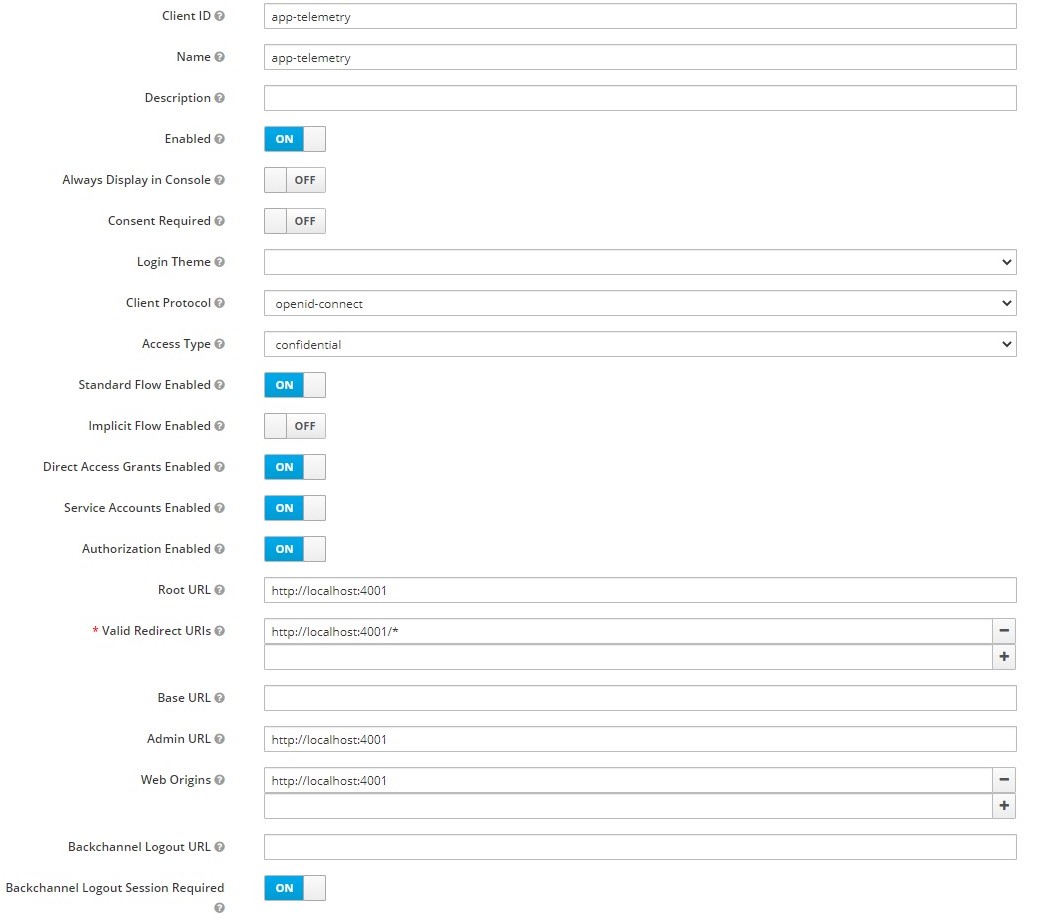 Client ID app-telemetry
Name app-telemetry
Description
Enabled ON
Always Display in Console OFF
Consent Required OFF
Login Theme
Client Protocol openid-connect
Access Type confidential
Standard Flow Enabled ON
Implicit Flow Enabled OFF
Direct Access Grants Enabled ON
Service Accounts Enabled ON
Authorization Enabled ON
Root URL http://localhost:4001
* Valid Redirect URIs http://localhost:4001/*
Base URL
Admin URL http://localhost:4001
Web Origins http://localhost:4001
Backchannel Logout URL
Backchannel Logout Session Required ON